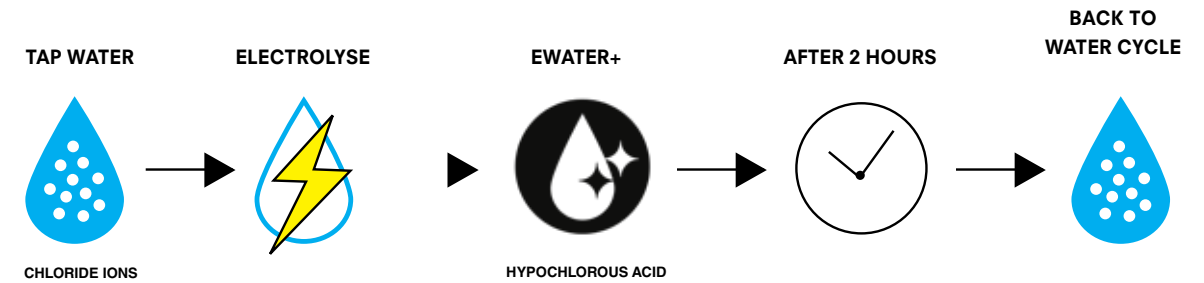 TAP WATER
ELECTROLYSE
EWATER+
AFTER 2 HOURS
BACK TO
WATER CYCLE
CHLORIDE IONS
HYPOCHLOROUS ACID